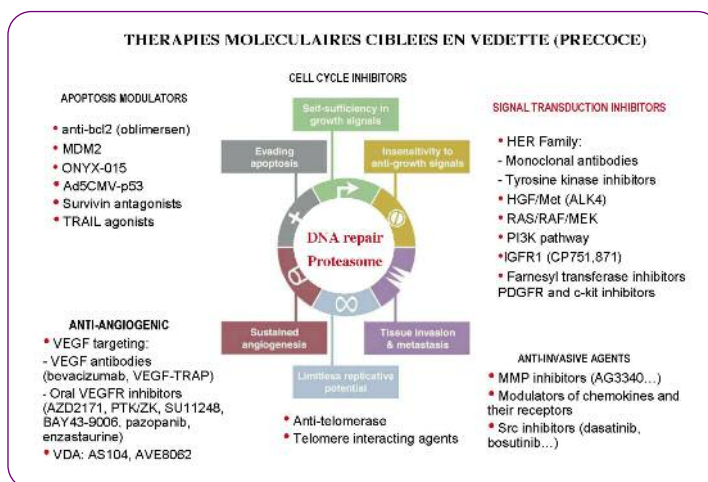 THERAPIES MOLECULAIRES CIBLEES EN VEDETTE (PRECOCE)
CELL CYCLE INHIBITORS
APOPTOSIS MODULATORS
• anti-bcl2 (oblimersen)
• MDM2
• ONYX-015
• Ad5CMV-p53
• Survivin antagonists
• TRAIL agonists
Self-sufficiency in
growth signals
Evading
apoptosis
Insensitivity to
anti-growth signals
DNA repair
Proteasome
Sustained
angiogenesis
Tissue invasion
& metastasis
Limitless replicative
potential
SIGNAL TRANSDUCTION INHIBITORS
• HER Family:
- Monoclonal antibodies
- Tyrosine kinase inhibitors
• HGF/Met (ALK4)
• RAS/RAF/MEK
• PI3K pathway
•IGFR1 (CP751,871)
• Farnesyl transferase inhibitors
PDGFR and c-kit inhibitors
ANTI-ANGIOGENIC
• VEGF targeting:
- VEGF antibodies
(bevacizumab, VEGF-TRAP)
- Oral VEGFR inhibitors
(AZD2171, PTK/ZK, SU11248,
BAY43-9006, pazopanib,
enzastaurine)
• VDA: AS104, AVE8062
• Anti-telomerase
• Telomere interacting agents
ANTI-INVASIVE AGENTS
• MMP inhibitors (AG3340...)
• Modulators of chemokines and
their receptors
• Src inhibitors (dasatinib,
bosutinib...)